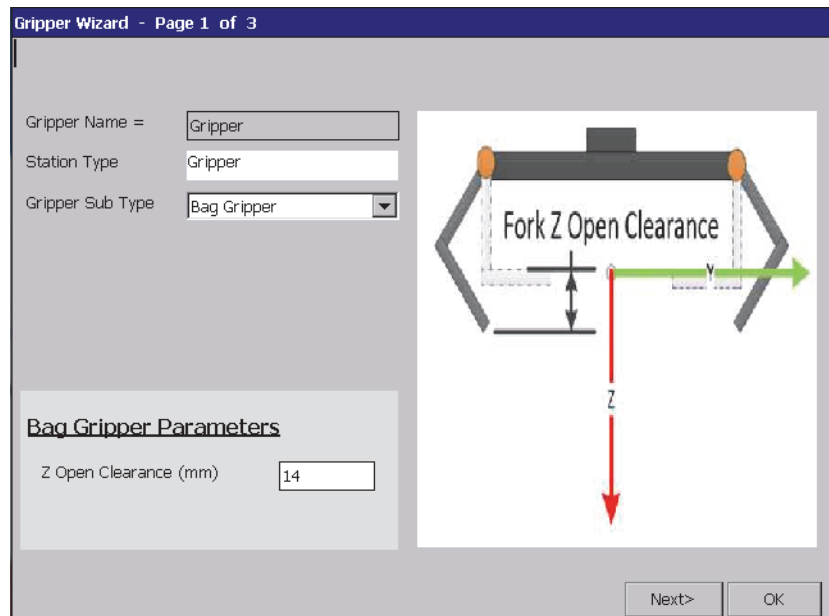 Gripper Wizard - Page 1 of 3
Gripper Name =
Gripper
Station Type
Gripper
Gripper Sub Type
Bag Gripper
Fork Z Open Clearance
Y
Z
Bag Gripper Parameters
Z Open Clearance (mm)
14
Next>
OK